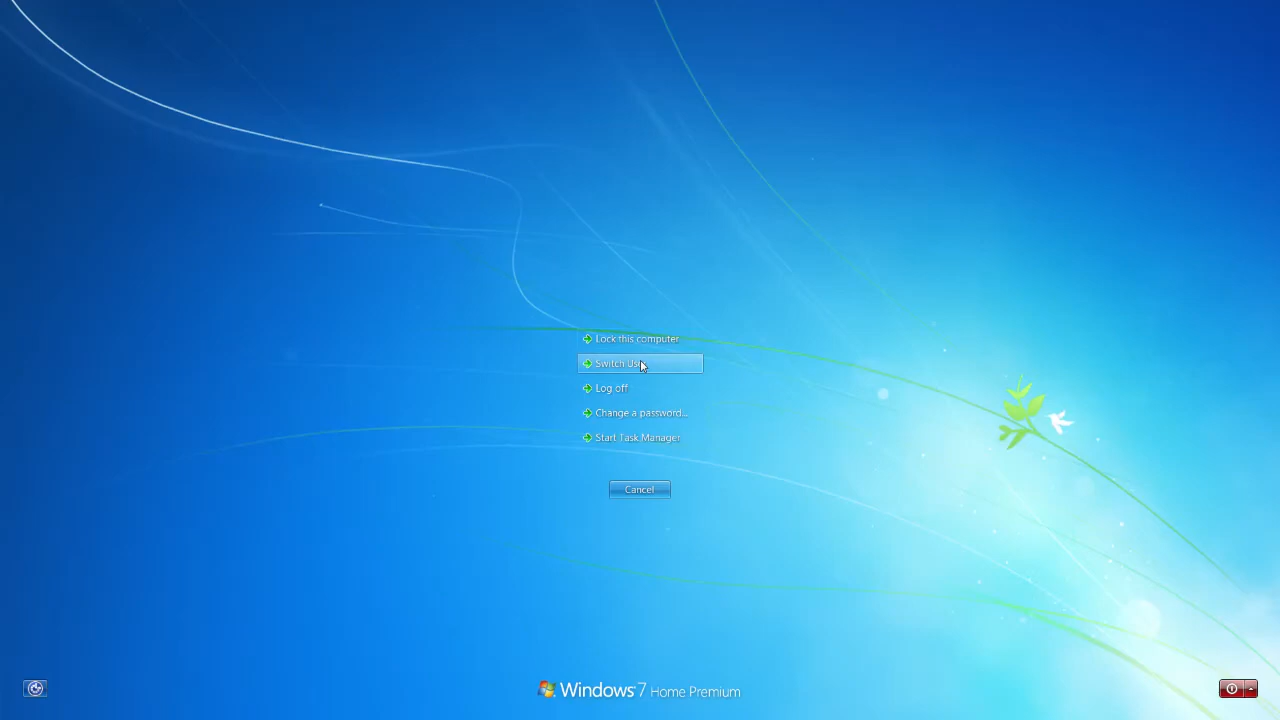 Lock this computer
Switch User
Log off
Change a password...
Start Task Manager
Cancel
Windows 7 Home Premium